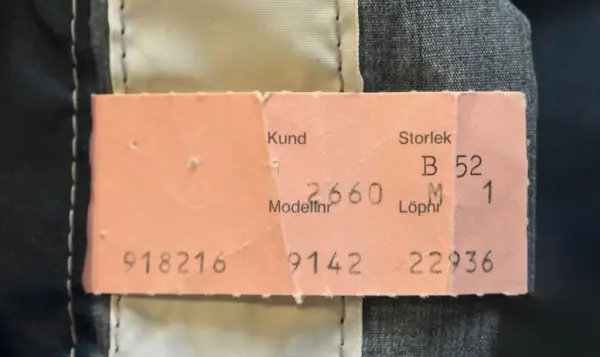 Kund Storlek
B 52
2660 M 1
Modellnr Löpnr
918216 9142 22936